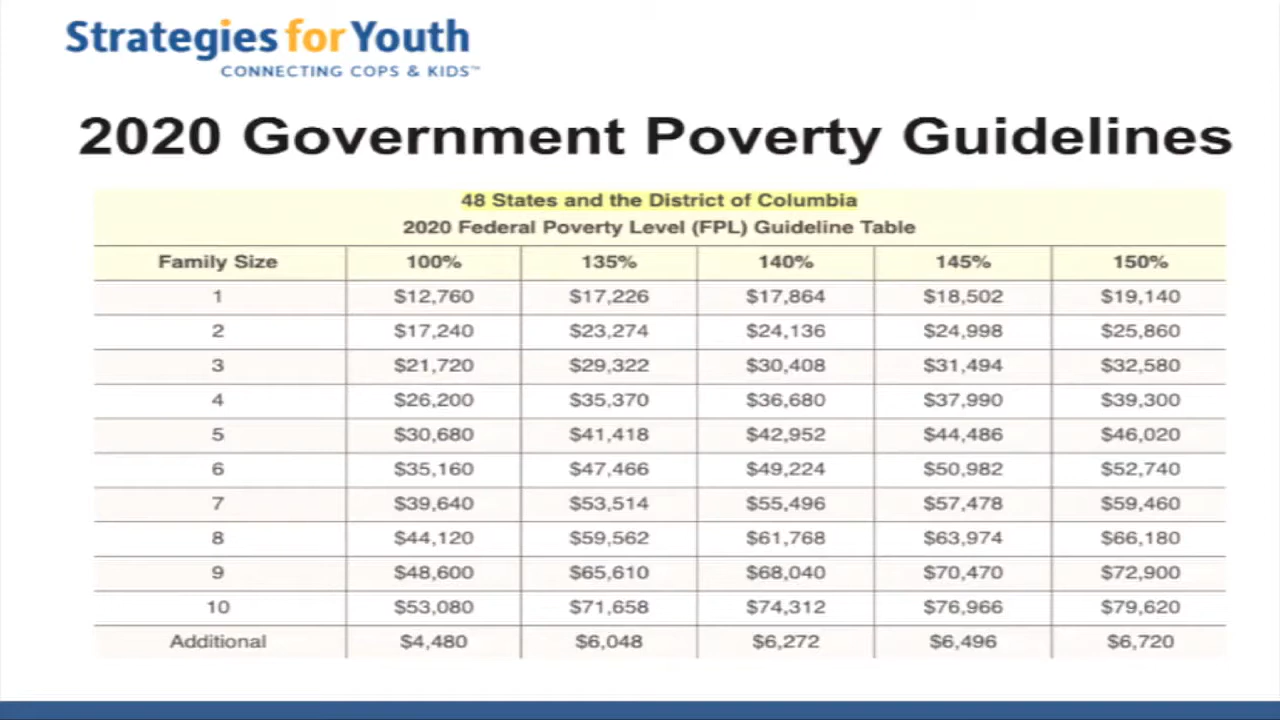 Strategies for Youth
CONNECTING COPS & KIDS™
2020 Government Poverty Guidelines
48 States and the District of Columbia
2020 Federal Poverty Level (FPL) Guideline Table
Family Size 100% 135% 140% 145% 150%
1 $12,760 $17,226 $17,864 $18,502 $19,140
2 $17,240 $23,274 $24,136 $24,998 $25,860
3 $21,720 $29,322 $30,408 $31,494 $32,580
4 $26,200 $35,370 $36,680 $37,990 $39,300
5 $30,680 $41,418 $42,952 $44,486 $46,020
6 $35,160 $47,466 $49,224 $50,982 $52,740
7 $39,640 $53,514 $55,496 $57,478 $59,460
8 $44,120 $59,562 $61,768 $63,974 $66,180
9 $48,600 $65,610 $68,040 $70,470 $72,900
10 $53,080 $71,658 $74,312 $76,966 $79,620
Additional $4,480 $6,048 $6,272 $6,496 $6,720